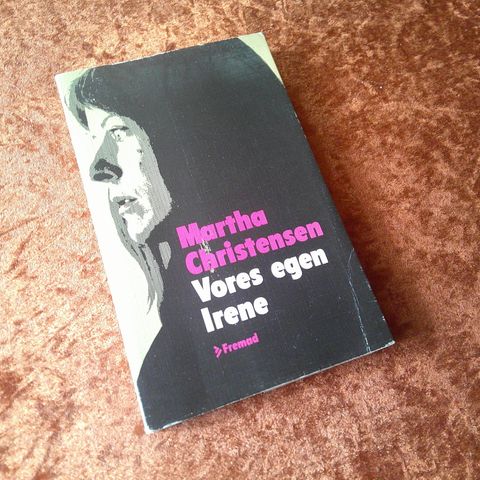 Martha
Christensen
Vores egen
Irene
Fremad